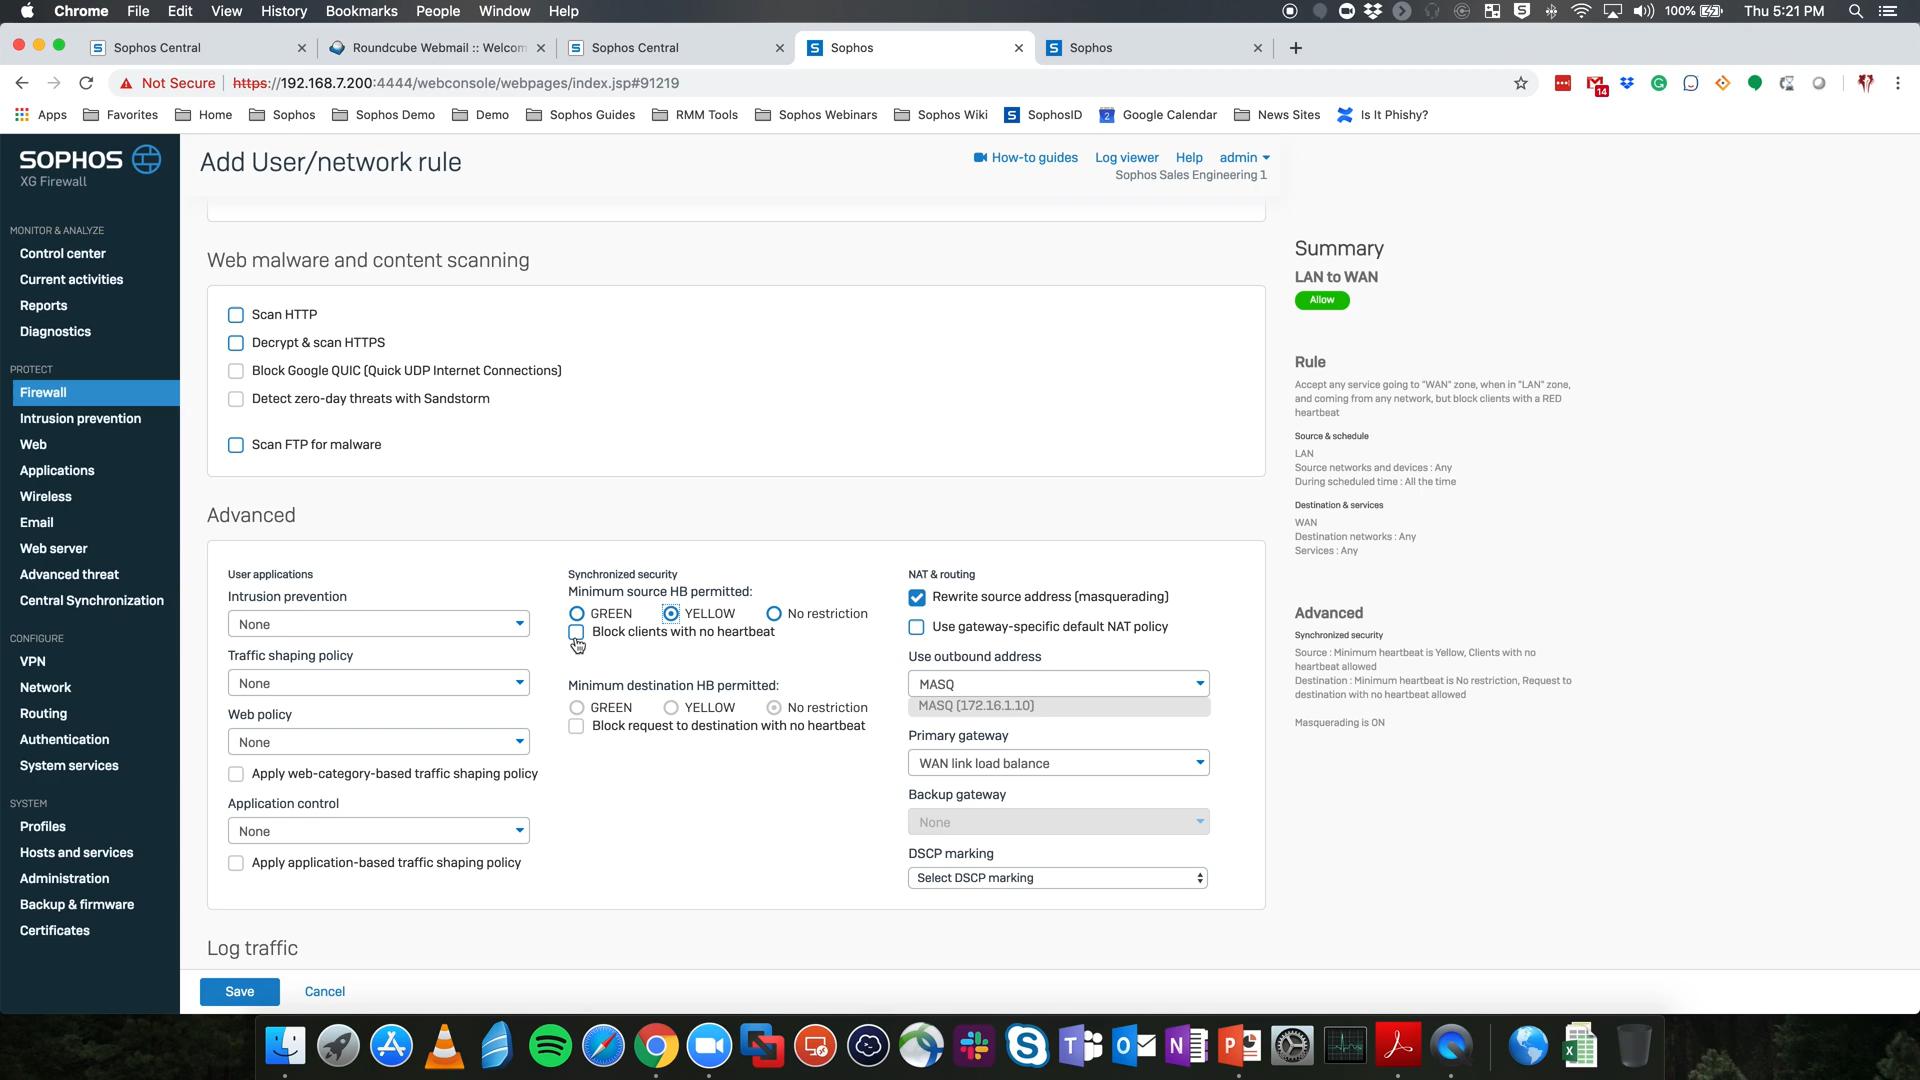 Chrome File Edit View History Bookmarks People Window Help 100% Thu 5:21 PM
Sophos Central Roundcube Webmail :: Welcom Sophos Central Sophos Sophos
Not Secure https://192.168.7.200:4444/webconsole/webpages/index.jsp#91219 14
Apps Favorites Home Sophos Sophos Demo Demo Sophos Guides RMM Tools Sophos Webinars Sophos Wiki SophosID Google Calendar News Sites Is It Phishy?
SOPHOS
XG Firewall
MONITOR & ANALYZE
Control center
Current activities
Reports
Diagnostics
PROTECT
Firewall
Intrusion prevention
Web
Applications
Wireless
Email
Web server
Advanced threat
Central Synchronization
CONFIGURE
VPN
Network
Routing
Authentication
System services
SYSTEM
Profiles
Hosts and services
Administration
Backup & firmware
Certificates
Add User/network rule
How-to guides Log viewer Help admin
Sophos Sales Engineering 1
Web malware and content scanning
Scan HTTP
Decrypt & scan HTTPS
Block Google QUIC (Quick UDP Internet Connections)
Detect zero-day threats with Sandstorm
Scan FTP for malware
Advanced
User applications
Intrusion prevention
None
Traffic shaping policy
None
Web policy
None
Apply web-category-based traffic shaping policy
Application control
None
Apply application-based traffic shaping policy
Synchronized security
Minimum source HB permitted:
GREEN YELLOW No restriction
Block clients with no heartbeat
Minimum destination HB permitted:
GREEN YELLOW No restriction
Block request to destination with no heartbeat
NAT & routing
Rewrite source address (masquerading)
Use gateway-specific default NAT policy
Use outbound address
MASQ
MASQ (172.16.1.10)
Primary gateway
WAN link load balance
Backup gateway
None
DSCP marking
Select DSCP marking
Log traffic
Save Cancel
Summary
LAN to WAN
Allow
Rule
Accept any service going to "WAN" zone, when in "LAN" zone,
and coming from any network, but block clients with a RED
heartbeat
Source & schedule
LAN
Source networks and devices : Any
During scheduled time : All the time
Destination & services
WAN
Destination networks : Any
Services : Any
Advanced
Synchronized security
Source : Minimum heartbeat is Yellow, Clients with no
heartbeat allowed
Destination : Minimum heartbeat is No restriction, Request to
destination with no heartbeat allowed
Masquerading is ON